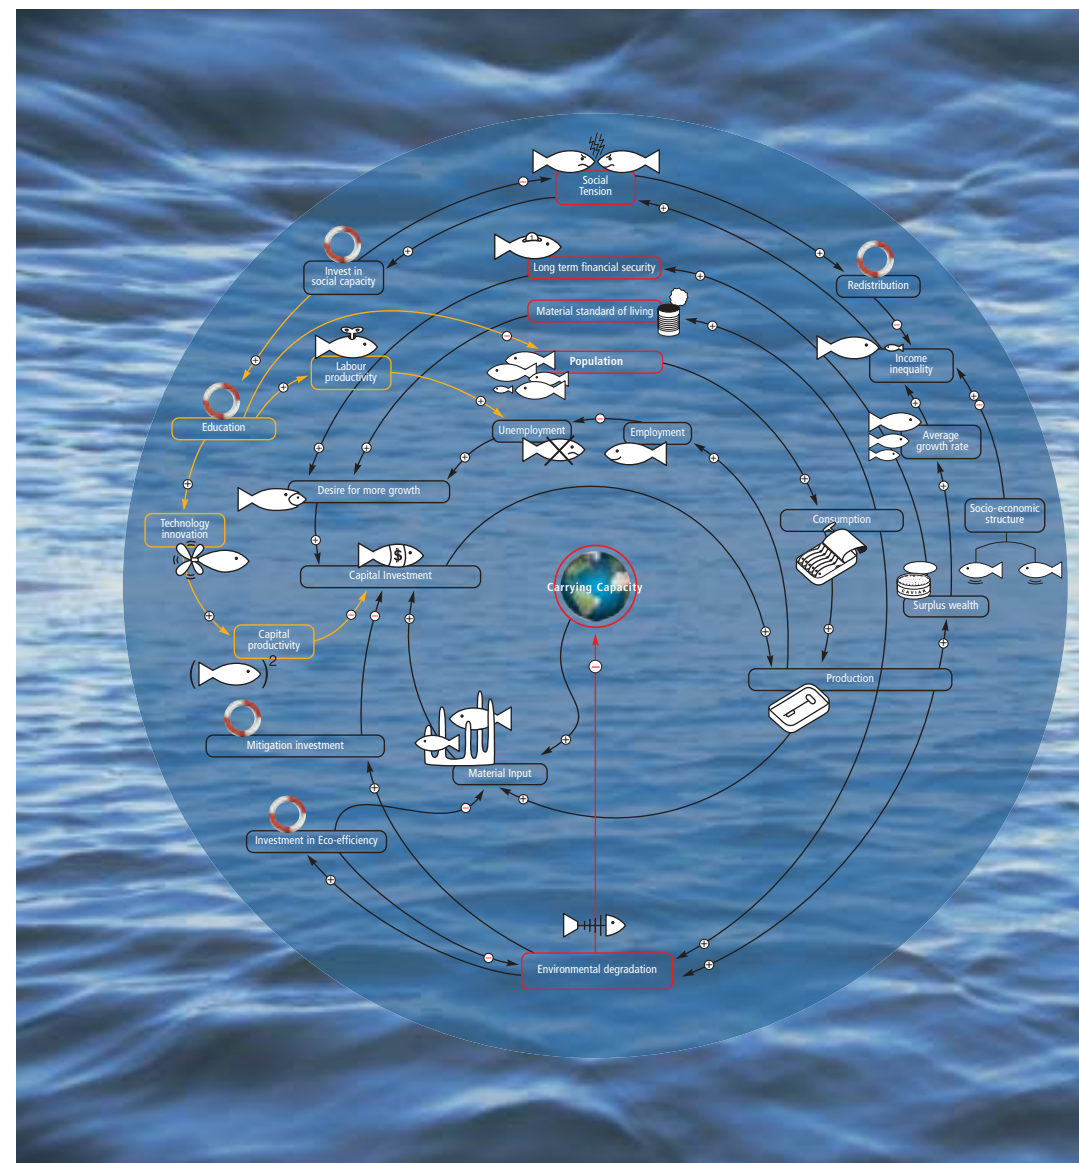 Social
Tension
Long term financial security
Invest in
social capacity
Redistribution
Material standard of living
Population
Income
inequality
Labour
productivity
Education
Unemployment
Employment
Average
growth rate
Desire for more growth
Technology
innovation
Consumption
Socio-economic
structure
$
Capital Investment
Carrying Capacity
CAVIAR
Surplus wealth
Capital
productivity
2
Production
Mitigation investment
Material Input
Investment in Eco-efficiency
Environmental degradation